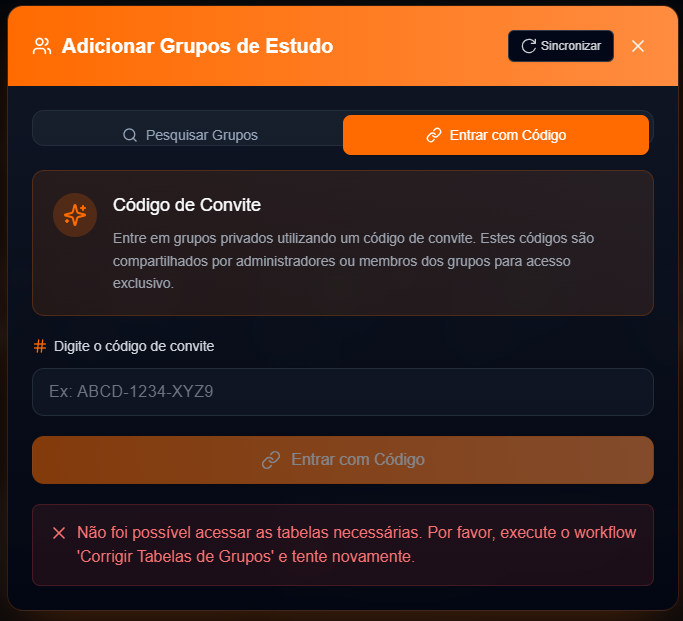 Adicionar Grupos de Estudo
Sincronizar
Pesquisar Grupos
Entrar com Código
Código de Convite
Entre em grupos privados utilizando um código de convite. Estes códigos são
compartilhados por administradores ou membros dos grupos para acesso
exclusivo.
# Digite o código de convite
Ex: ABCD-1234-XYZ9
Entrar com Código
Não foi possível acessar as tabelas necessárias. Por favor, execute o workflow
'Corrigir Tabelas de Grupos' e tente novamente.